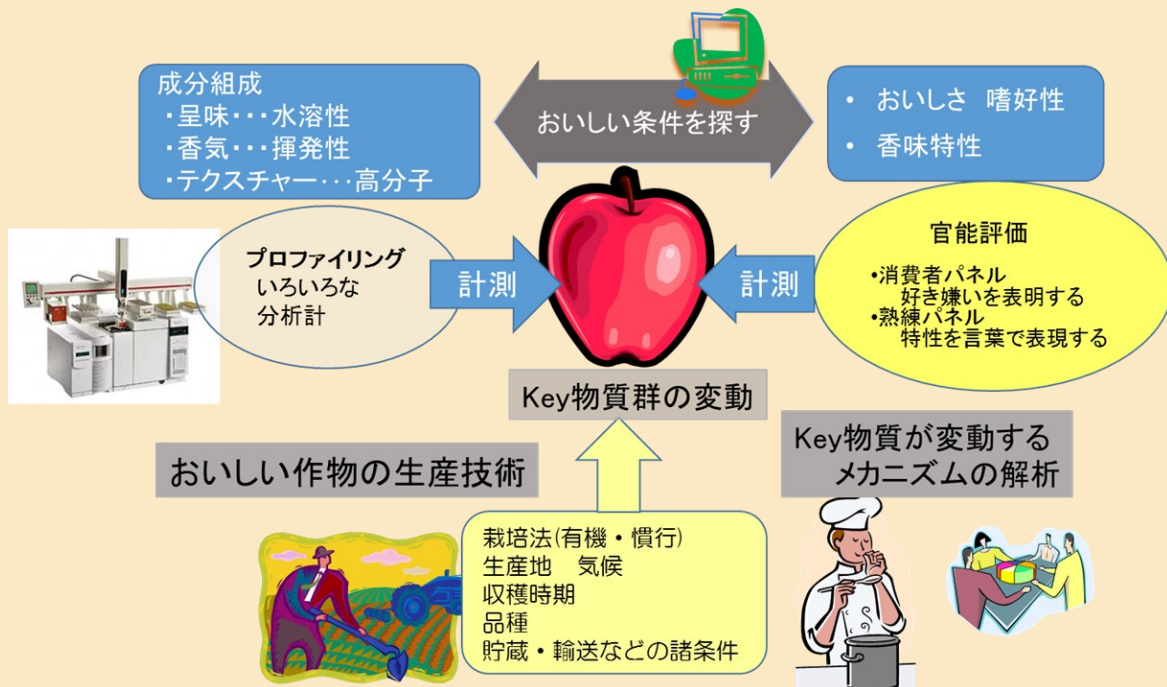 成分組成
・呈味・・・水溶性
・香気・・・揮発性
・テクスチャー・・・高分子
おいしい条件を探す
• おいしさ 嗜好性
• 香味特性
プロファイリング
いろいろな
分析計
計測
計測
官能評価
•消費者パネル
好き嫌いを表明する
•熟練パネル
特性を言葉で表現する
Key物質群の変動
おいしい作物の生産技術
Key物質が変動する
メカニズムの解析
栽培法(有機・慣行)
生産地 気候
収穫時期
品種
貯蔵・輸送などの諸条件